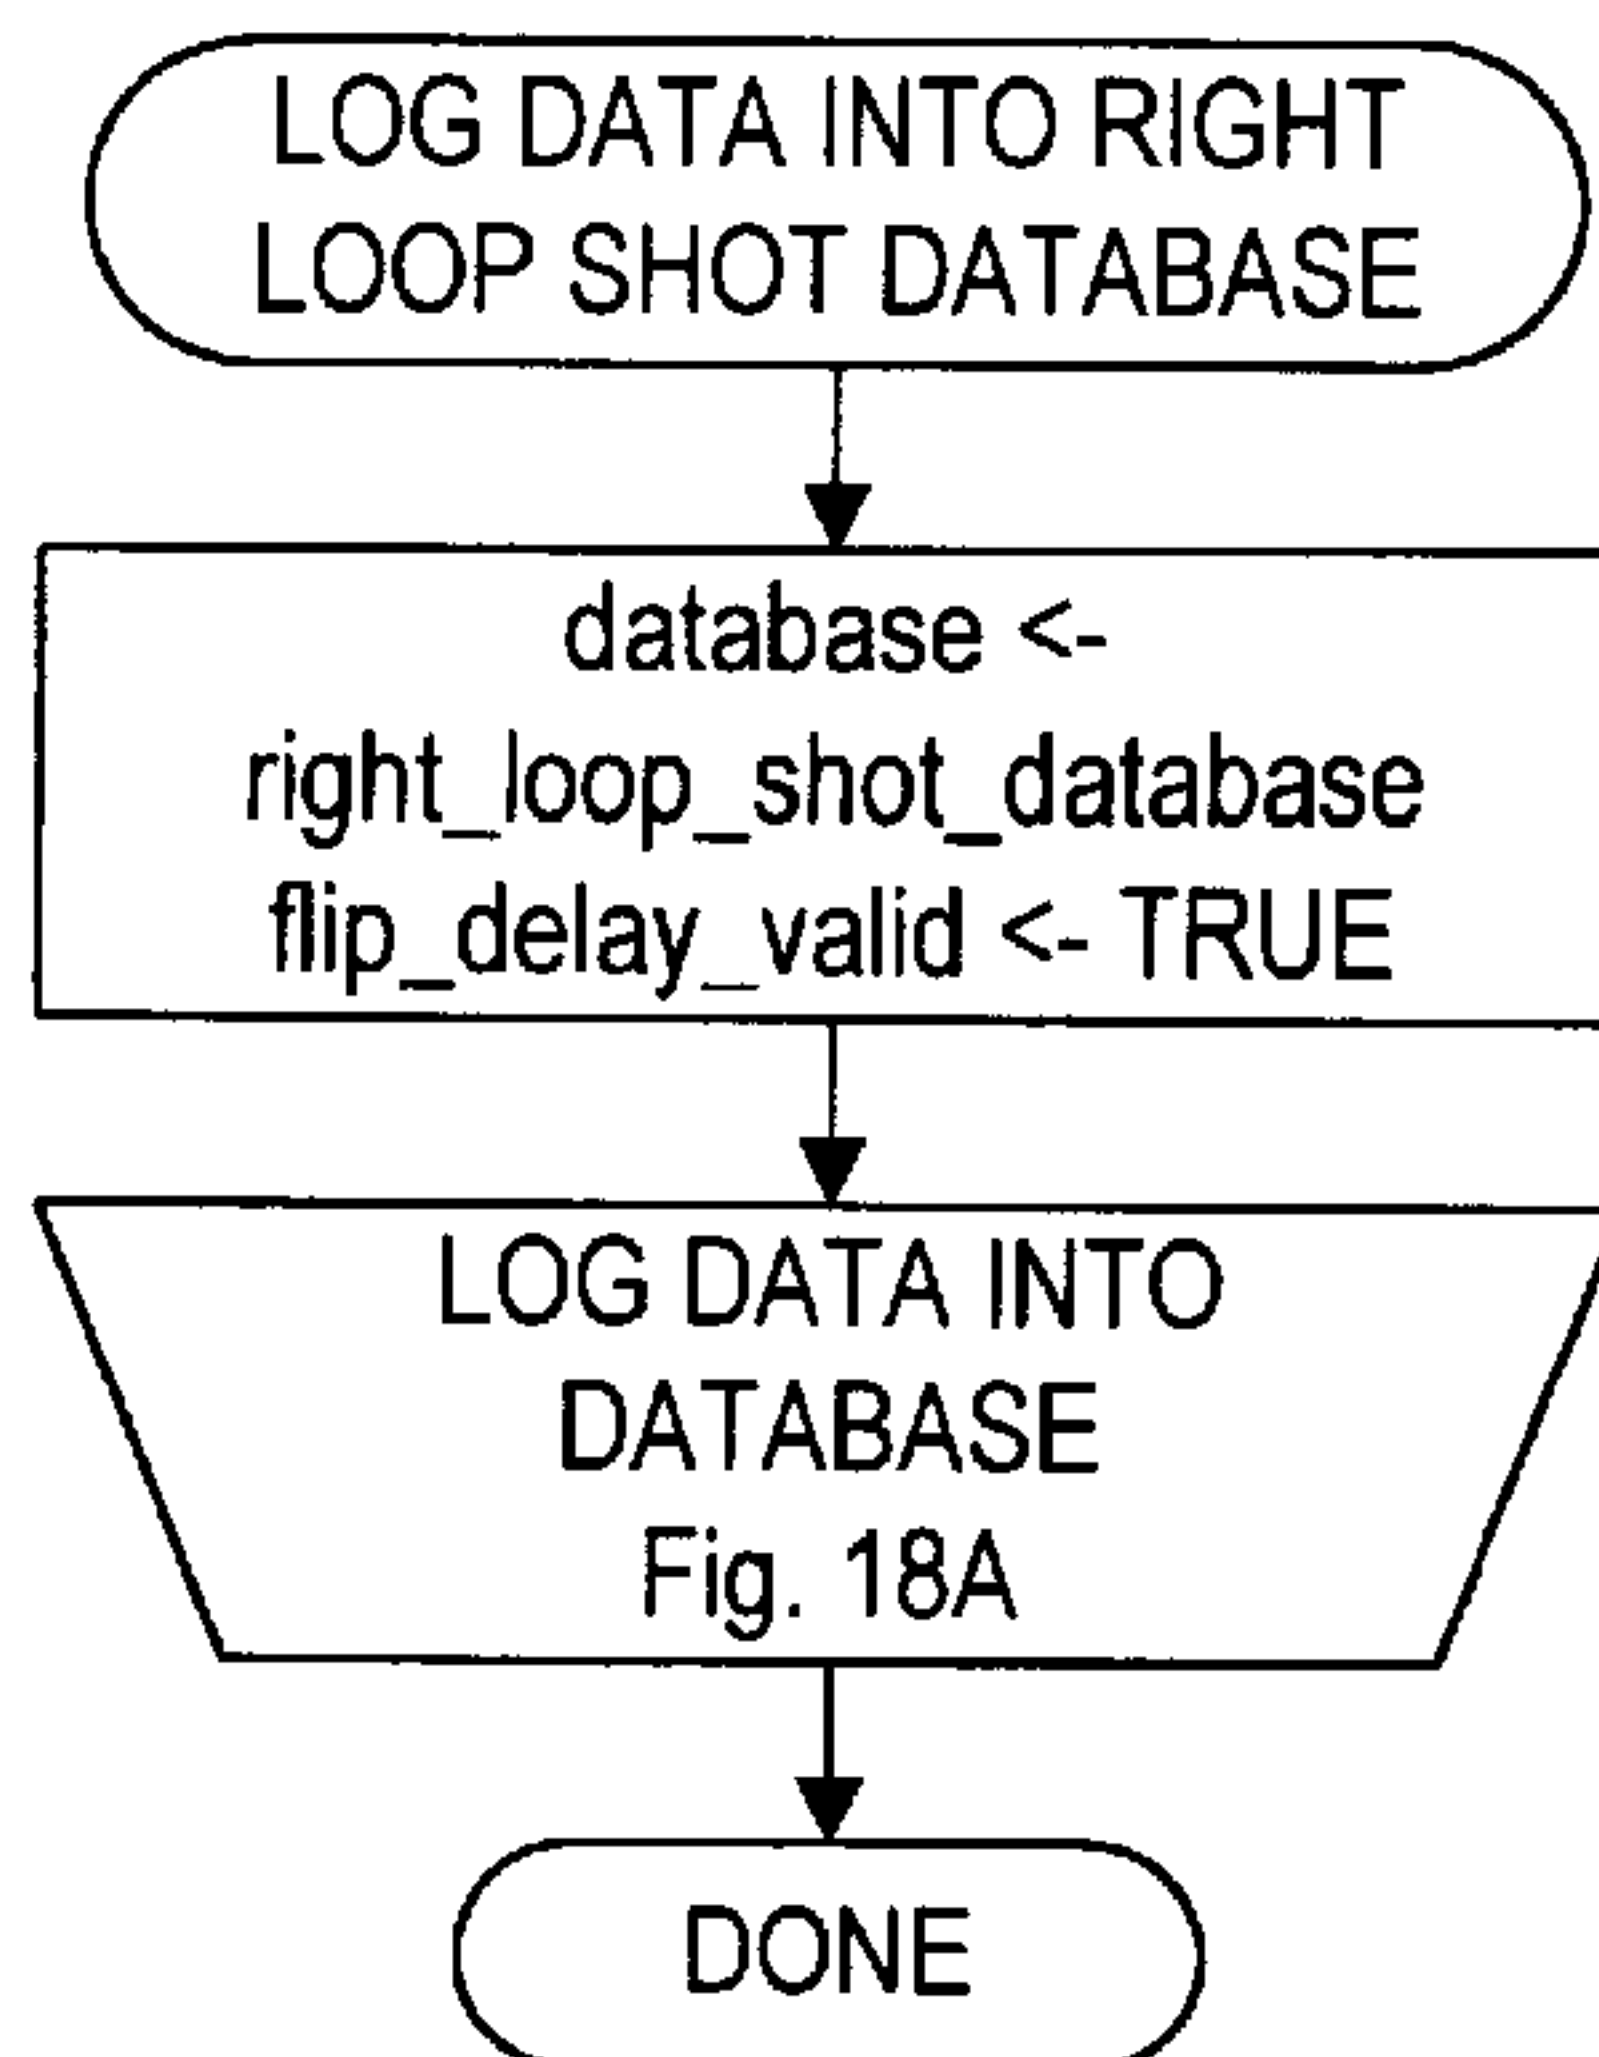 LOG DATA INTO RIGHT
LOOP SHOT DATABASE
database <-
right_loop_shot_database
flip_delay_valid <- TRUE
LOG DATA INTO
DATABASE
Fig. 18A
DONE